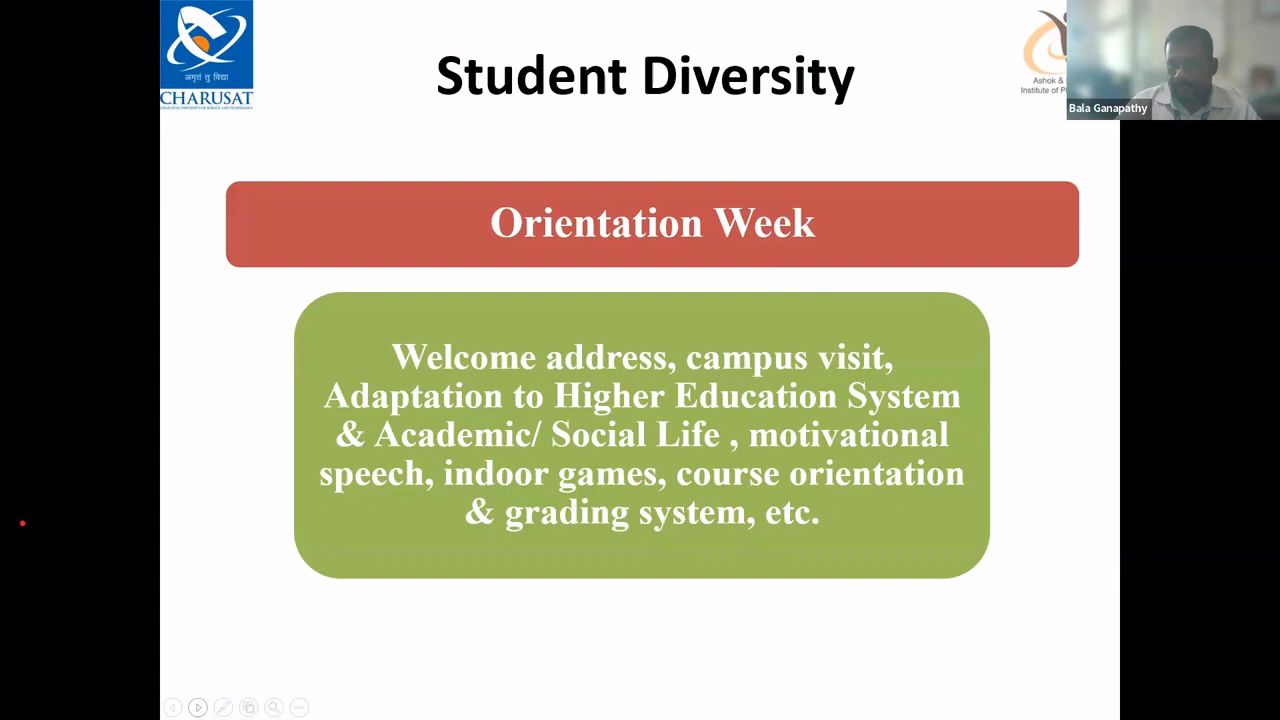 Student Diversity
अमृतं तु विद्या
CHARUSAT
Ashok &
Institute of P
Bala Ganapathy
Orientation Week
Welcome address, campus visit,
Adaptation to Higher Education System
& Academic/ Social Life , motivational
speech, indoor games, course orientation
& grading system, etc.